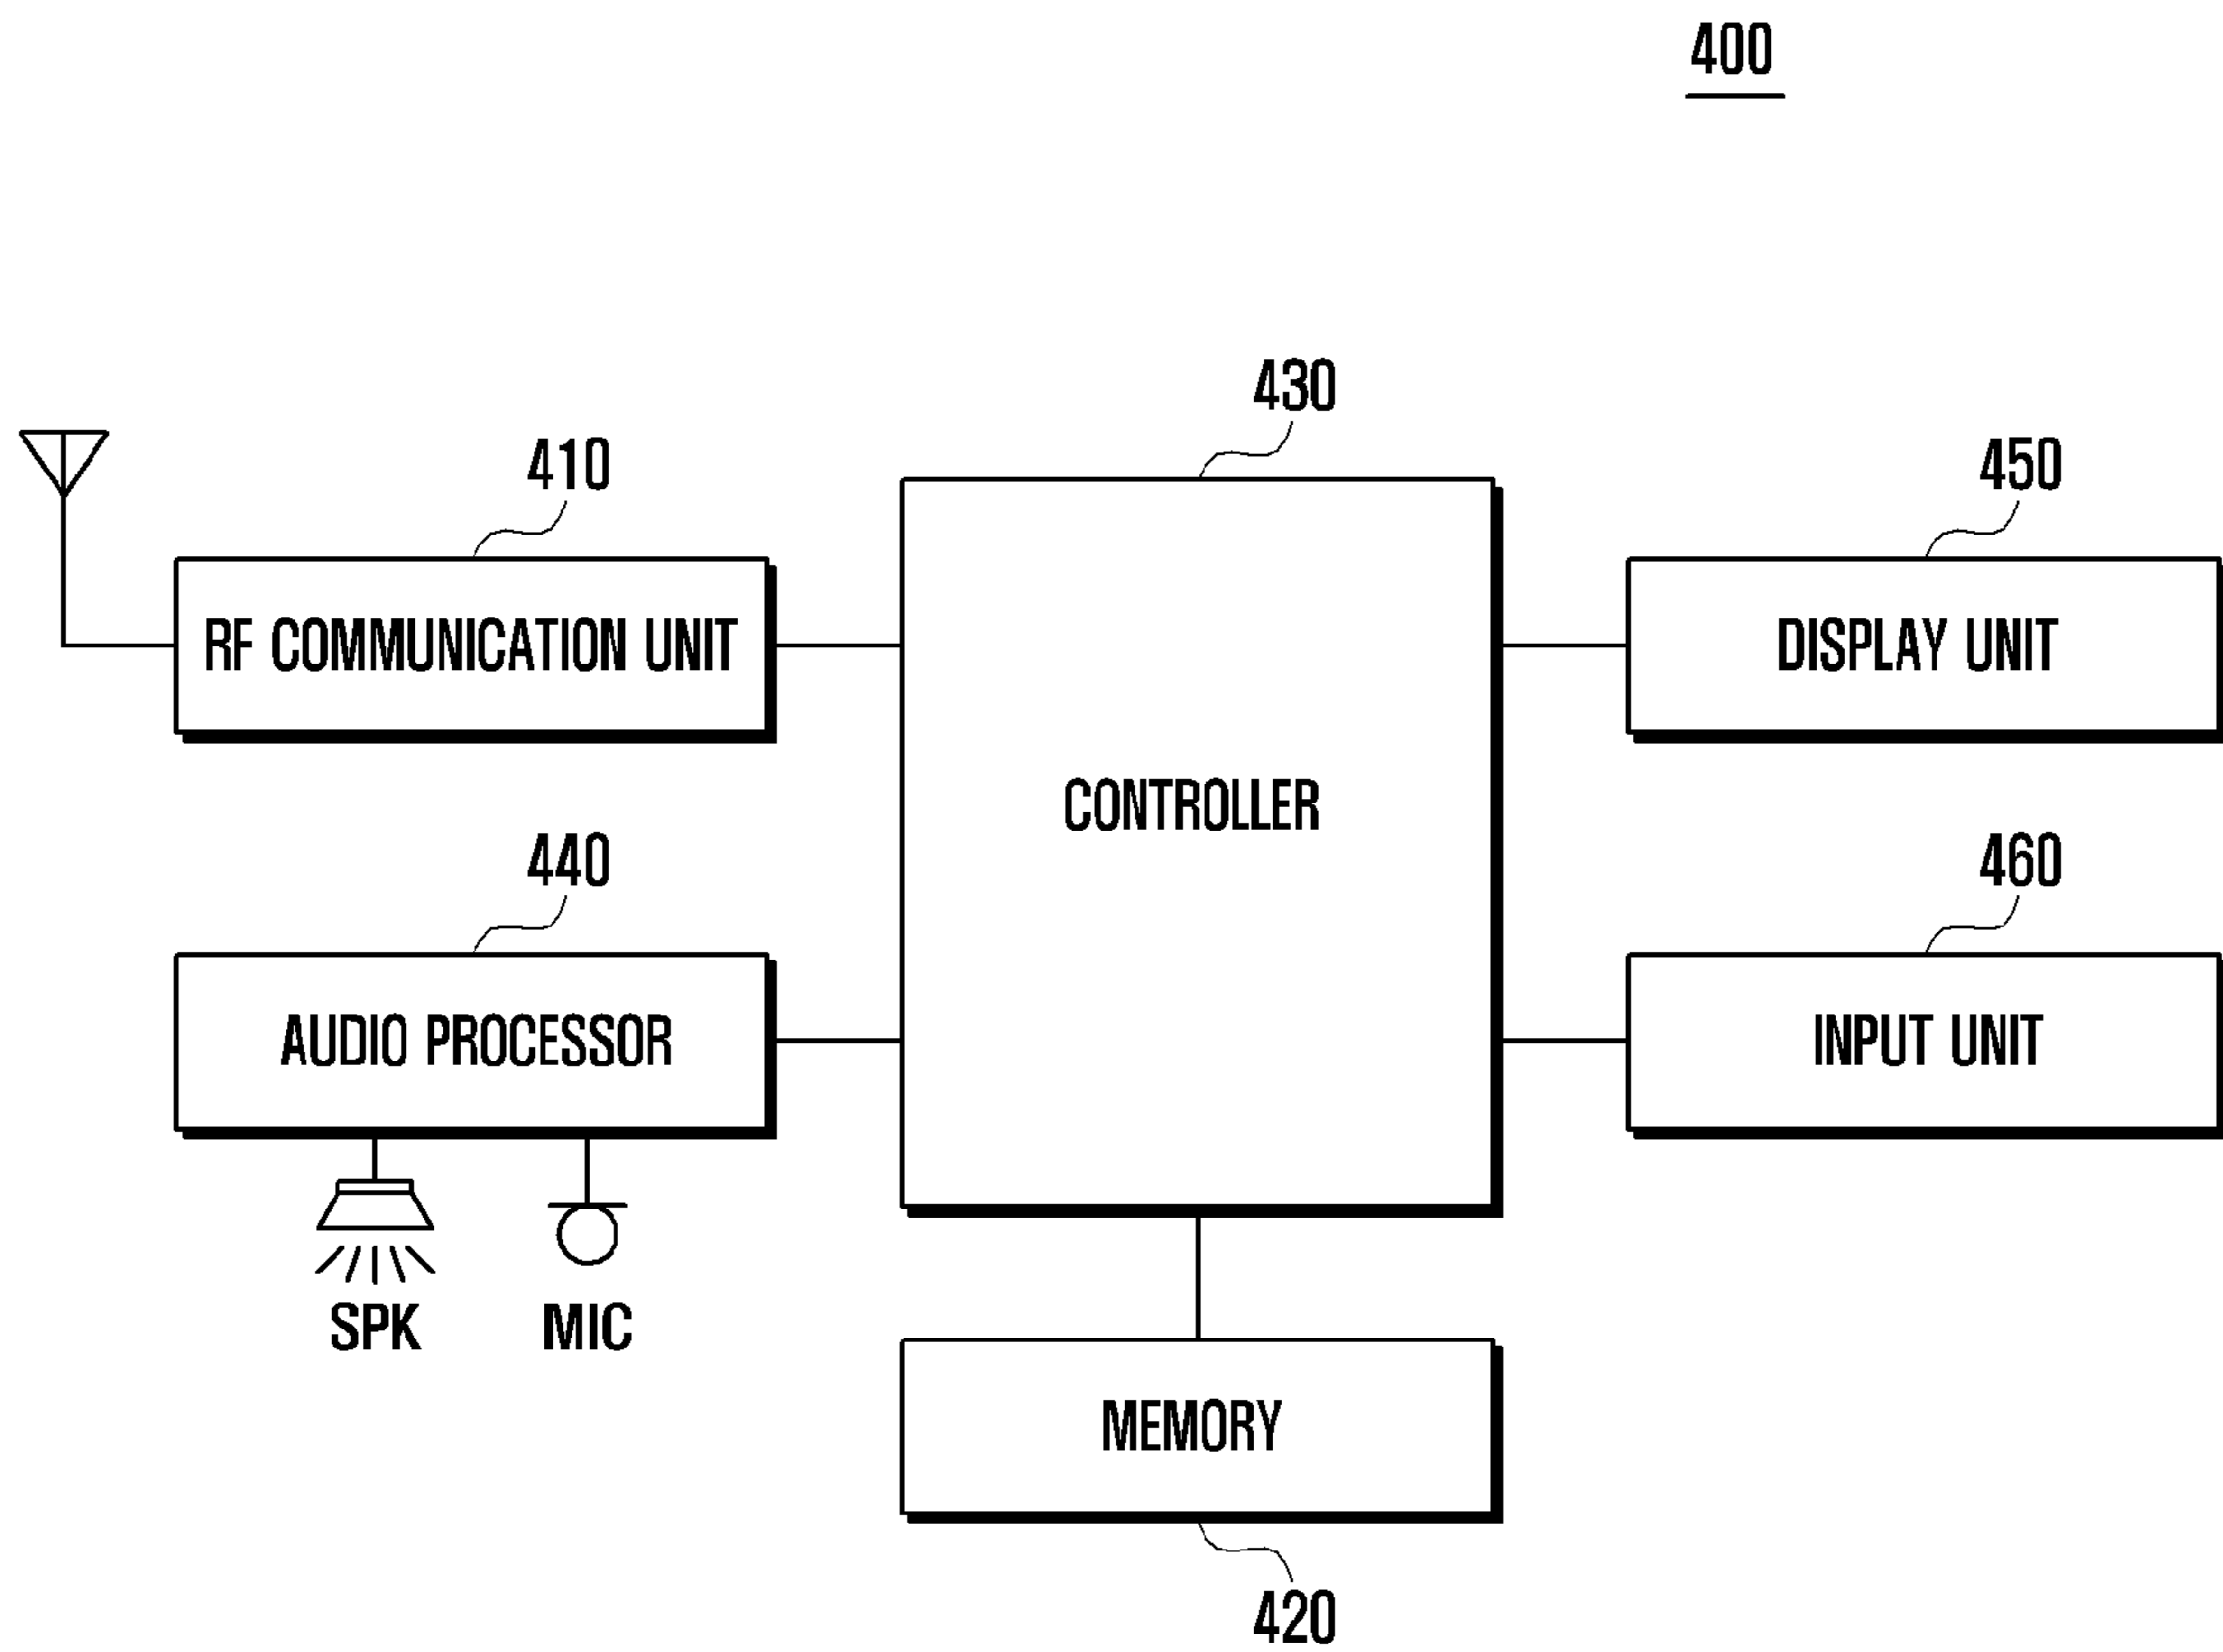 400
430
410
450
RF COMMUNICATION UNIT
DISPLAY UNIT
CONTROLLER
440
460
AUDIO PROCESSOR
INPUT UNIT
SPK
MIC
MEMORY
420